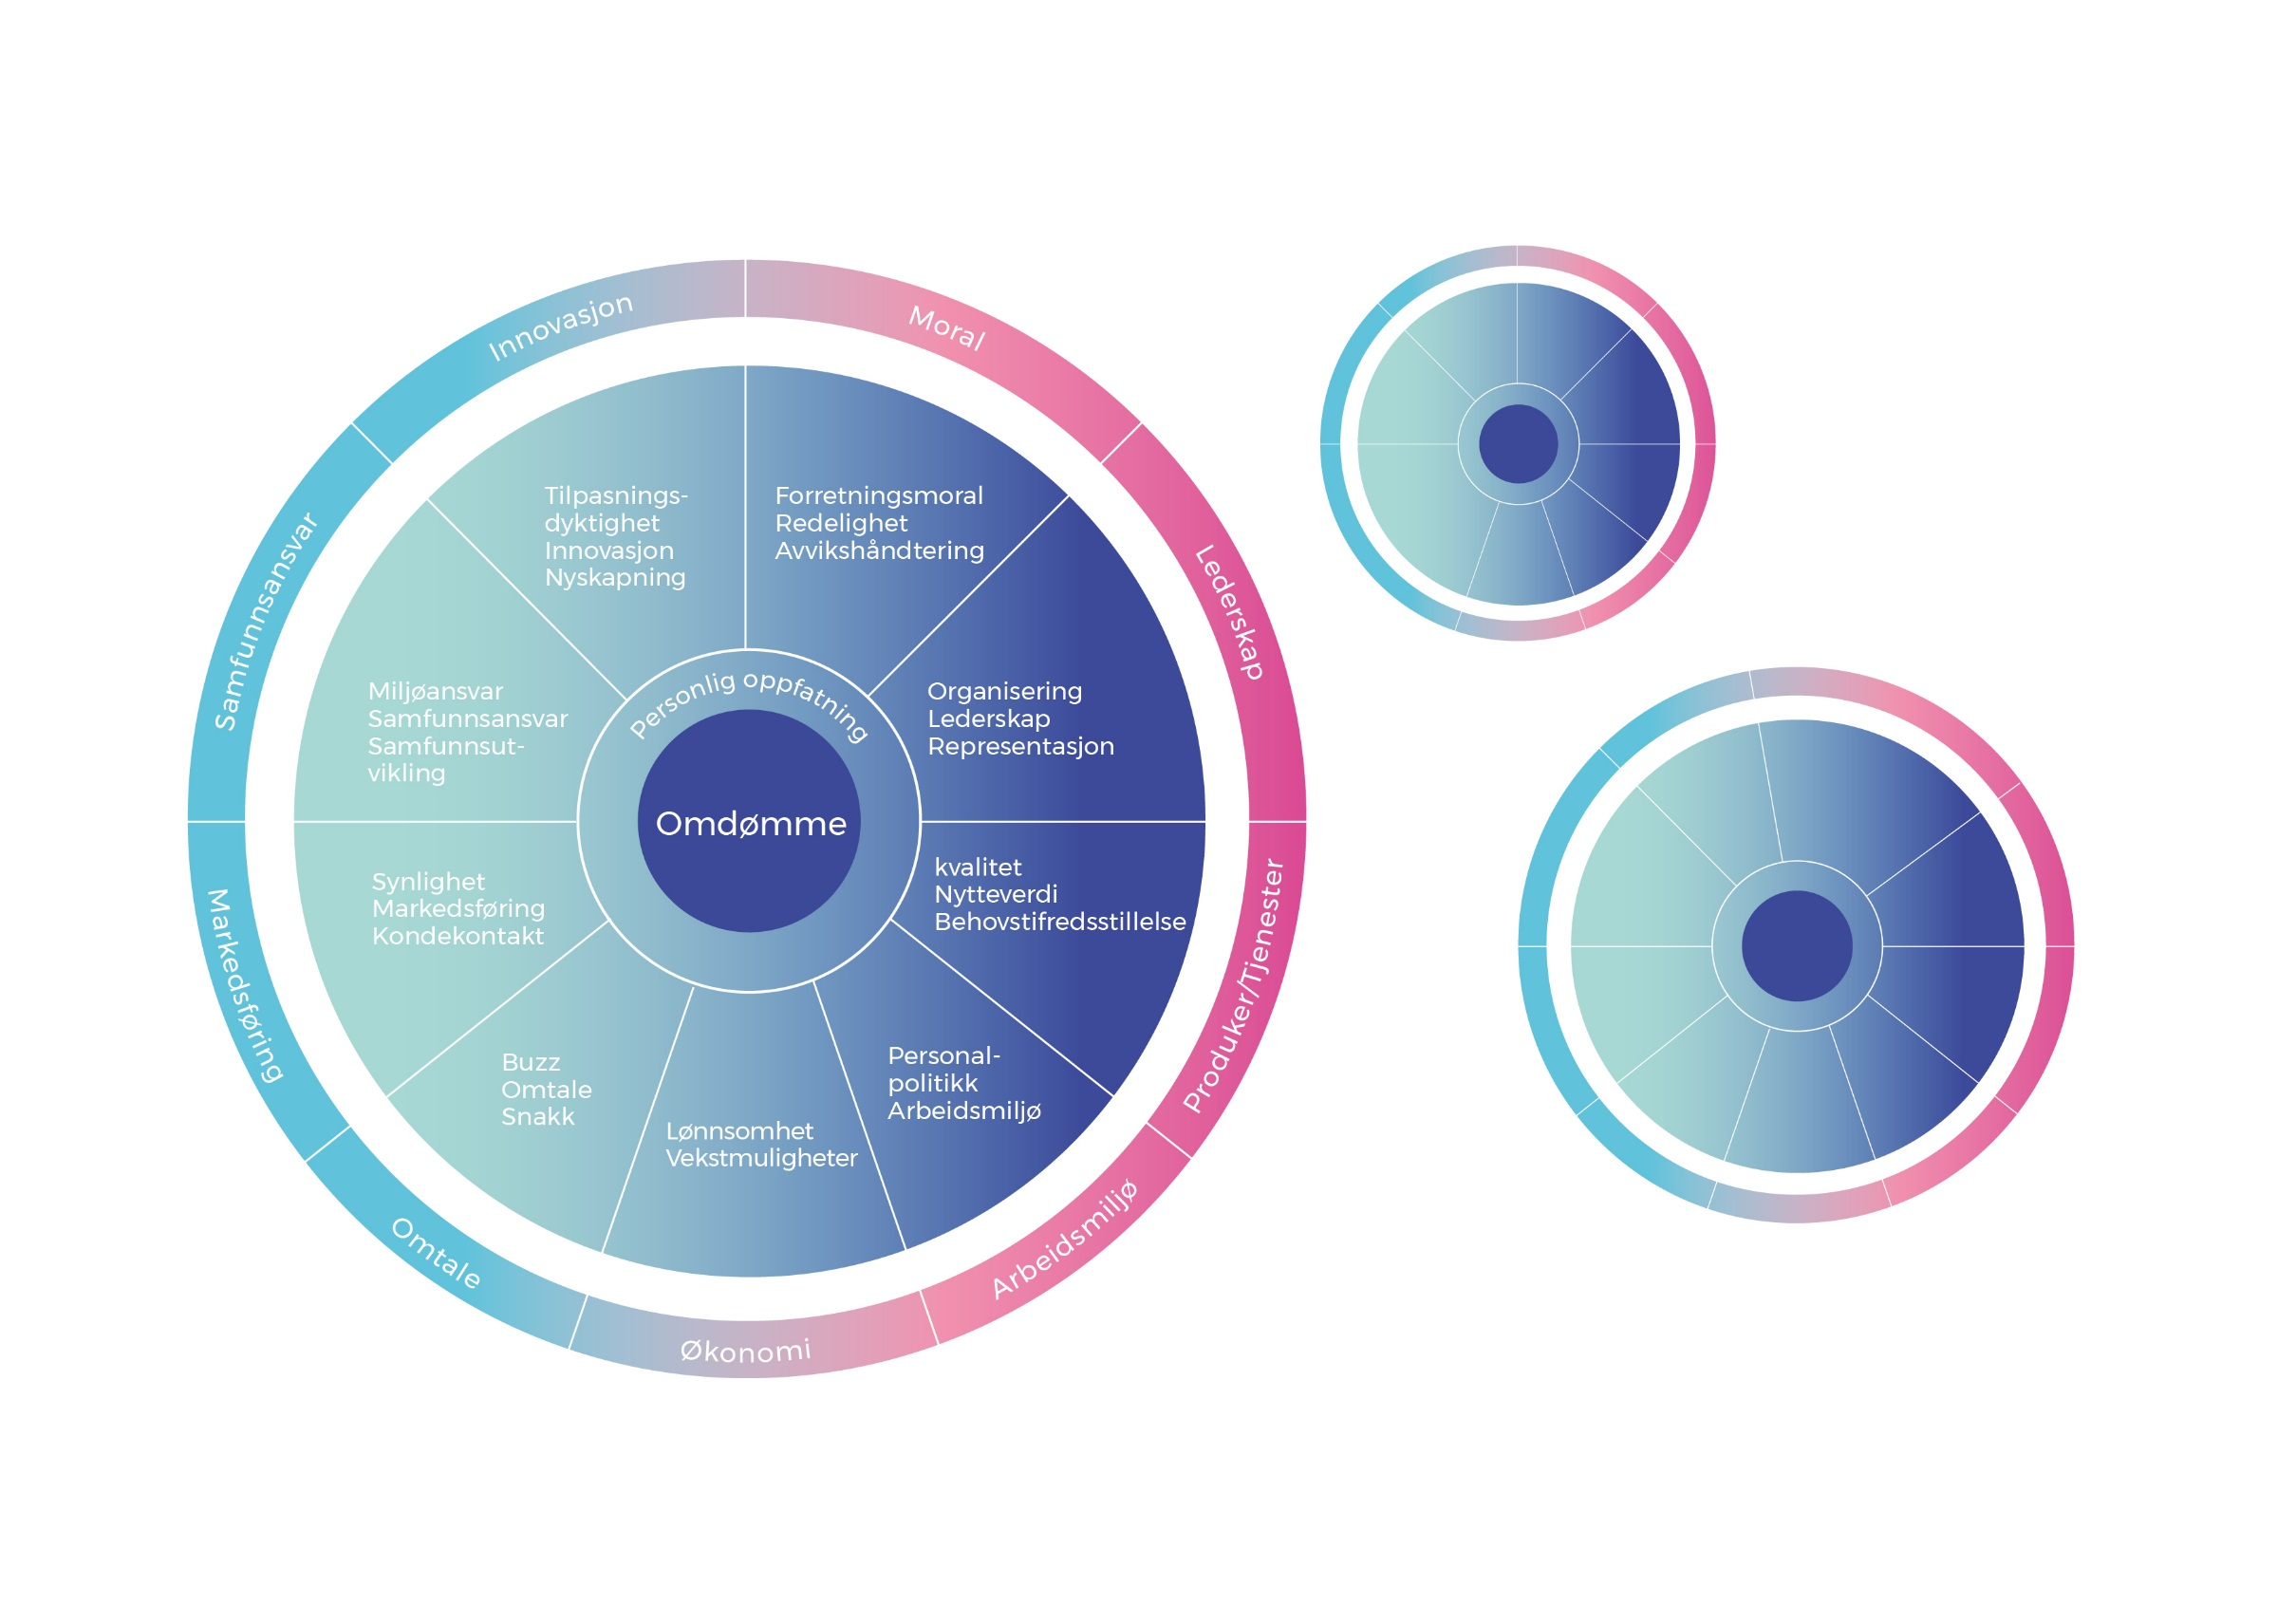 Innovasjon
Moral
Lederskap
Produker/Tjenester
Arbeidsmiljø
Økonomi
Omtale
Markedsføring
Samfunnsansvar
Tilpasnings-
dyktighet
Innovasjon
Nyskapning
Forretningsmoral
Redelighet
Avvikshåndtering
Organisering
Lederskap
Representasjon
kvalitet
Nytteverdi
Behovstifredsstillelse
Personal-
politikk
Arbeidsmiljø
Lønnsomhet
Vekstmuligheter
Buzz
Omtale
Snakk
Synlighet
Markedsføring
Kondekontakt
Miljøansvar
Samfunnsansvar
Samfunnsut-
vikling
Personlig oppfatning
Omdømme